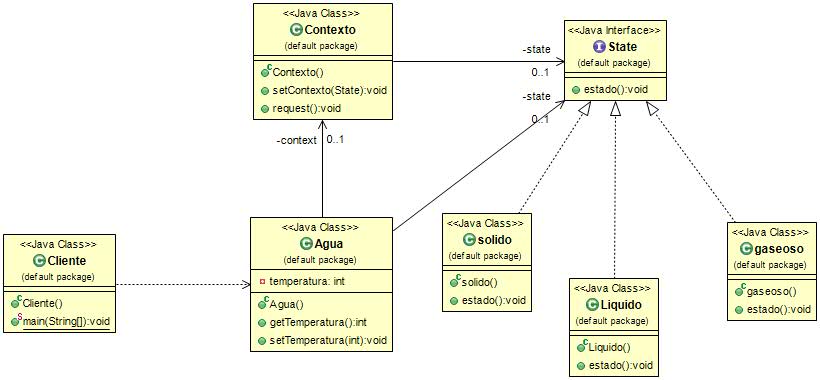 <<Java Class>>
Contexto
(default package)
Contexto()
setContexto(State):void
request():void
<<Java Interface>>
State
(default package)
estado():void
-state
0..1
-state
0..1
-context
0..1
<<Java Class>>
Agua
(default package)
temperatura: int
Agua()
getTemperatura():int
setTemperatura(int):void
<<Java Class>>
Cliente
(default package)
Cliente()
main(String[]):void
<<Java Class>>
solido
(default package)
solido()
estado():void
<<Java Class>>
Liquido
(default package)
Liquido()
estado():void
<<Java Class>>
gaseoso
(default package)
gaseoso()
estado():void